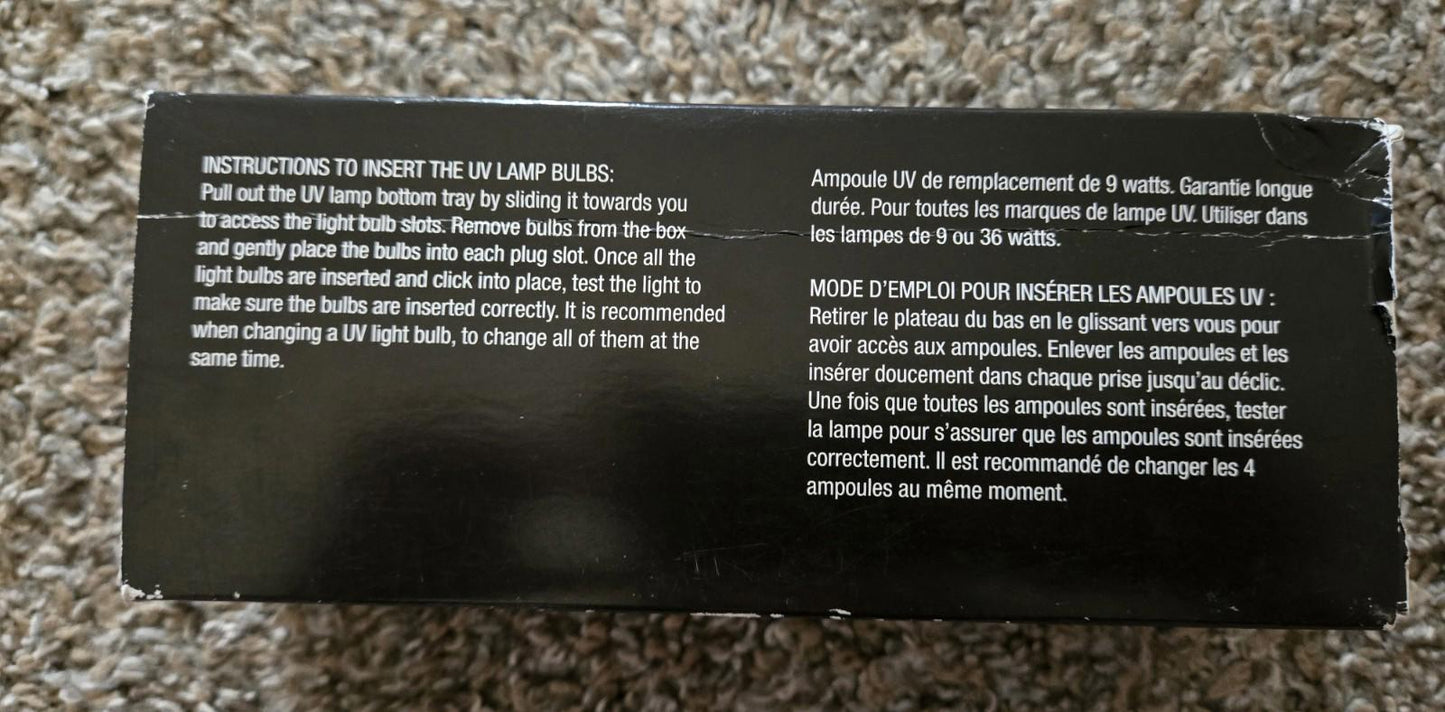 INSTRUCTIONS TO INSERT THE UV LAMP BULBS:
Pull out the UV lamp bottom tray by sliding it towards you
to access the light bulb slots. Remove bulbs from the box
and gently place the bulbs into each plug slot. Once all the
light bulbs are inserted and click into place, test the light to
make sure the bulbs are inserted correctly. It is recommended
when changing a UV light bulb, to change all of them at the
same time.
Ampoule UV de remplacement de 9 watts. Garantie longue
durée. Pour toutes les marques de lampe UV. Utiliser dans
les lampes de 9 ou 36 watts.
MODE D'EMPLOI POUR INSÉRER LES AMPOULES UV :
Retirer le plateau du bas en le glissant vers vous pour
avoir accès aux ampoules. Enlever les ampoules et les
insérer doucement dans chaque prise jusqu'au déclic.
Une fois que toutes les ampoules sont insérées, tester
la lampe pour s'assurer que les ampoules sont insérées
correctement. Il est recommandé de changer les 4
ampoules au même moment.